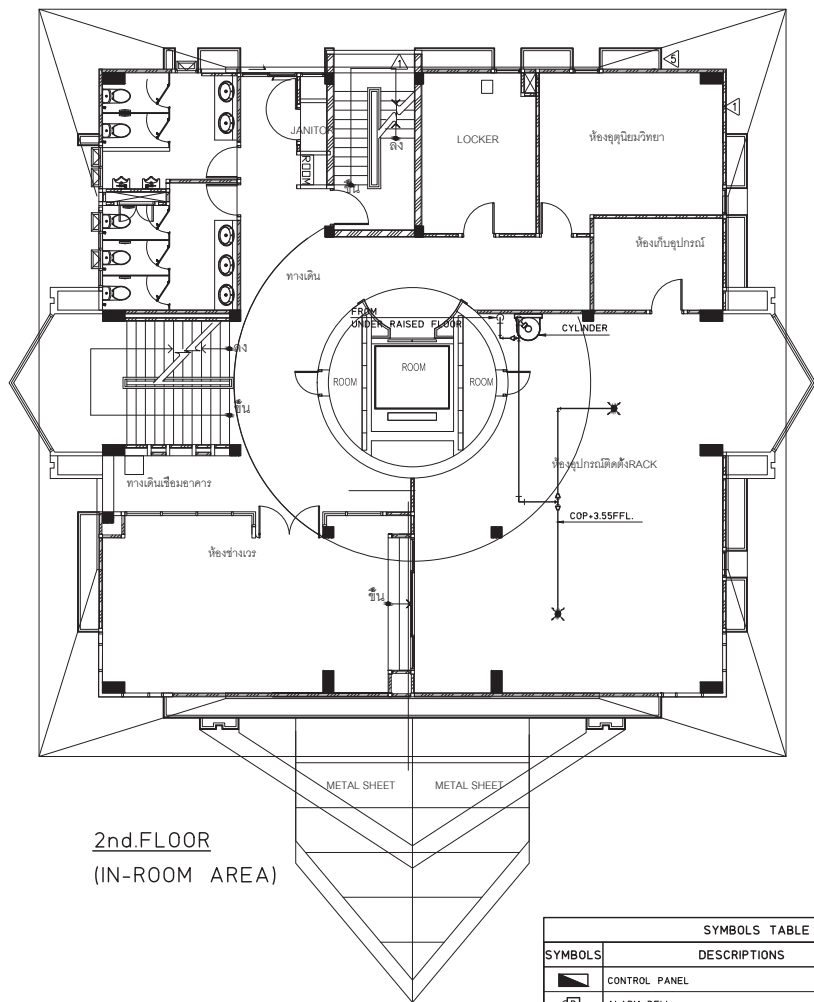 1
5
1
JANITOR
ROOM
ลง
ขึ้น
LOCKER
ห้องอุตุนิยมวิทยา
ห้องเก็บอุปกรณ์
ทางเดิน
FROM
UNDER RAISED FLOOR
CYLINDER
ลง
ROOM
ROOM
ROOM
ขึ้น
ห้องอุปกรณ์ติดตั้งRACK
ทางเดินเชื่อมอาคาร
COP+3.55FFL.
ห้องช่างเวร
ขึ้น
METAL SHEET
METAL SHEET
2nd.FLOOR
(IN-ROOM AREA)
SYMBOLS TABLE
SYMBOLS
DESCRIPTIONS
CONTROL PANEL